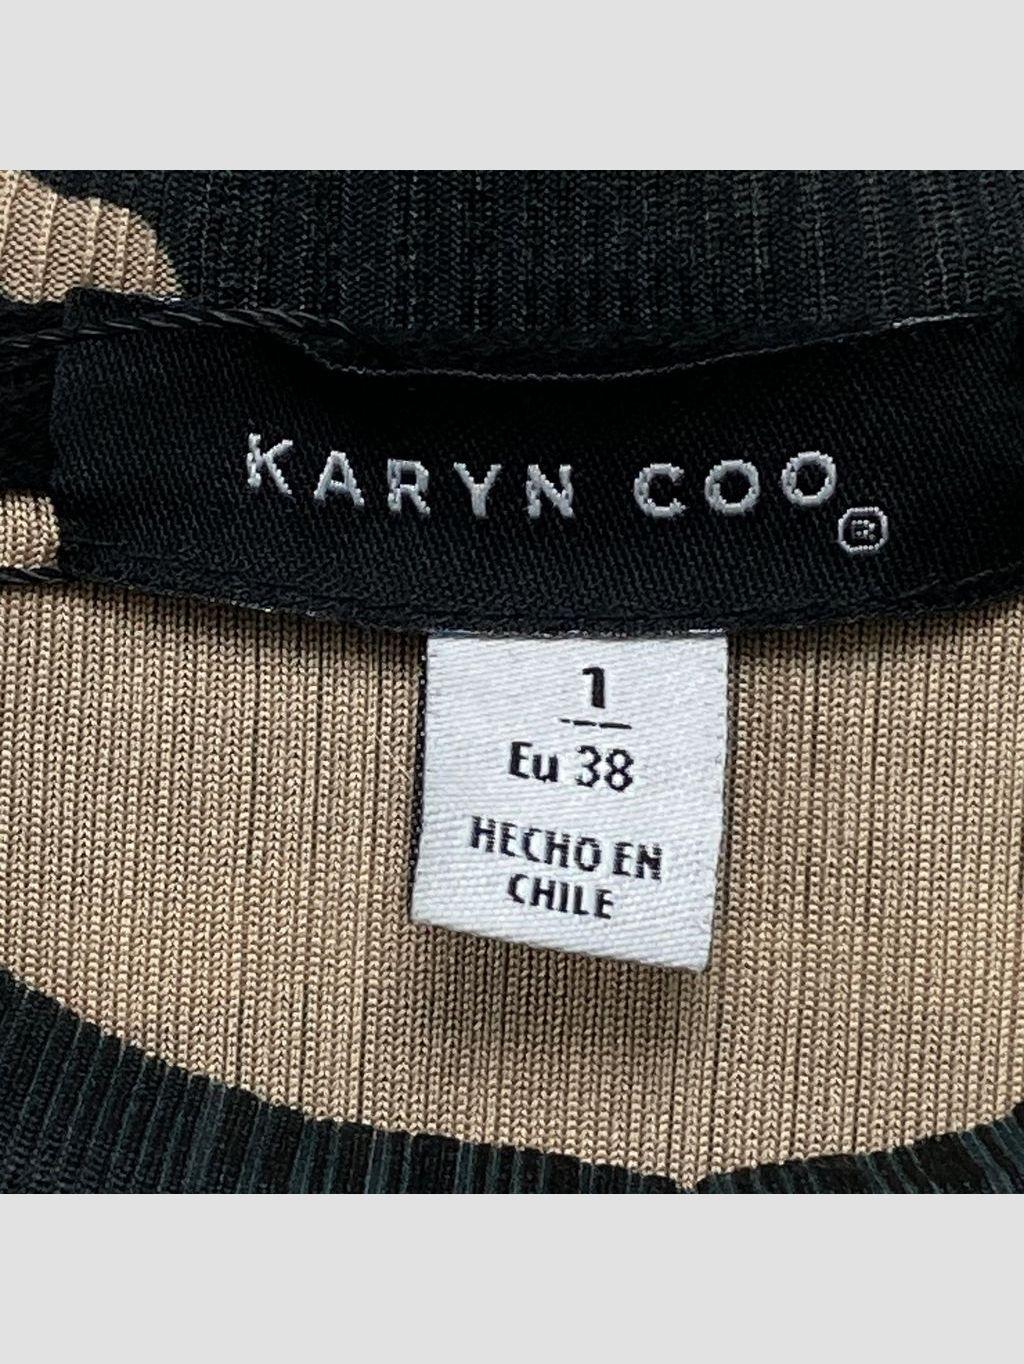 KARYN COO®
1
Eu 38
HECHO EN
CHILE